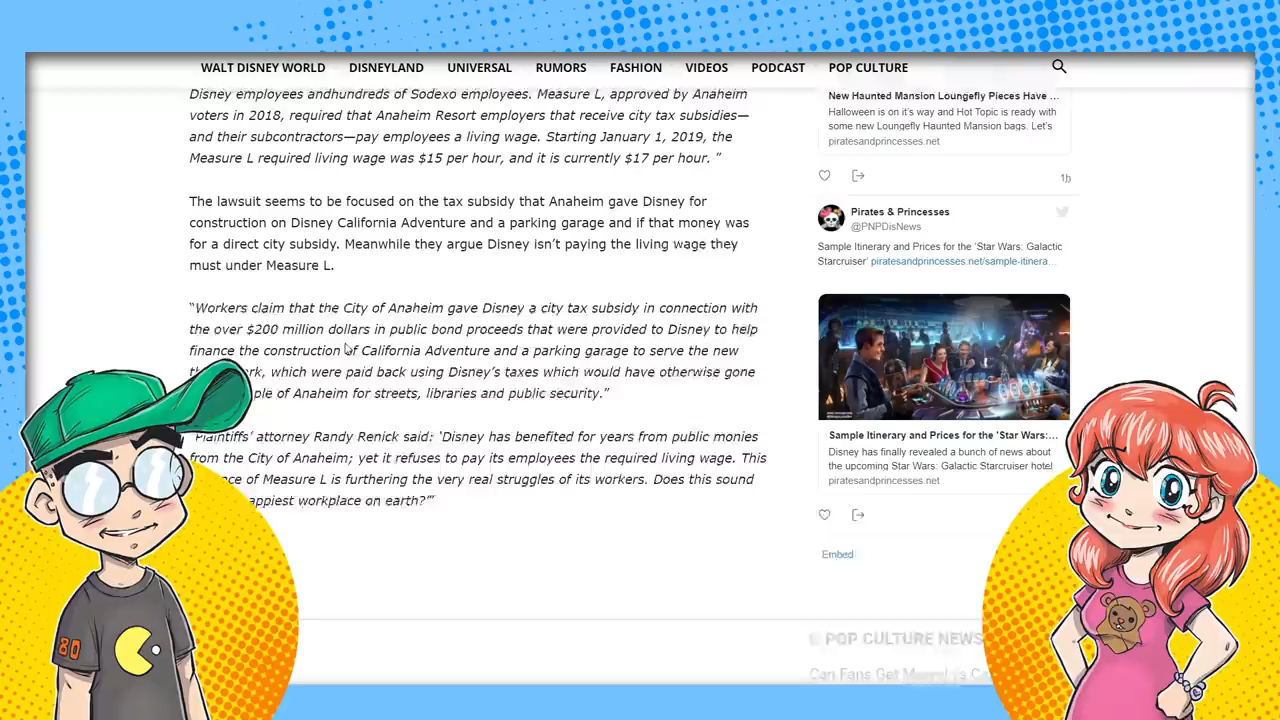 WALT DISNEY WORLD DISNEYLAND UNIVERSAL RUMORS FASHION VIDEOS PODCAST POP CULTURE
Disney employees andhundreds of Sodexo employees. Measure L, approved by Anaheim
voters in 2018, required that Anaheim Resort employers that receive city tax subsidies—
and their subcontractors—pay employees a living wage. Starting January 1, 2019, the
Measure L required living wage was $15 per hour, and it is currently $17 per hour. ”
The lawsuit seems to be focused on the tax subsidy that Anaheim gave Disney for
construction on Disney California Adventure and a parking garage and if that money was
for a direct city subsidy. Meanwhile they argue Disney isn’t paying the living wage they
must under Measure L.
“Workers claim that the City of Anaheim gave Disney a city tax subsidy in connection with
the over $200 million dollars in public bond proceeds that were provided to Disney to help
finance the construction of California Adventure and a parking garage to serve the new
which were paid back using Disney’s taxes which would have otherwise gone
of Anaheim for streets, libraries and public security.”
Plaintiffs’ attorney Randy Renick said: ‘Disney has benefited for years from public monies
from the City of Anaheim; yet it refuses to pay its employees the required living wage. This
of Measure L is furthering the very real struggles of its workers. Does this sound
workplace on earth?’”
New Haunted Mansion Loungefly Pieces Have ...
Halloween is on it’s way and Hot Topic is ready with
some new Loungefly Haunted Mansion bags. Let’s
piratesandprincesses.net
1h
Pirates & Princesses
@PNPDisNews
Sample Itinerary and Prices for the ‘Star Wars: Galactic
Starcruiser’ piratesandprincesses.net/sample-itinera…
Sample Itinerary and Prices for the 'Star Wars:...
Disney has finally revealed a bunch of news about
the upcoming Star Wars: Galactic Starcruiser hotel
piratesandprincesses.net
Embed
POP CULTURE NEWS
Can Fans Get
80